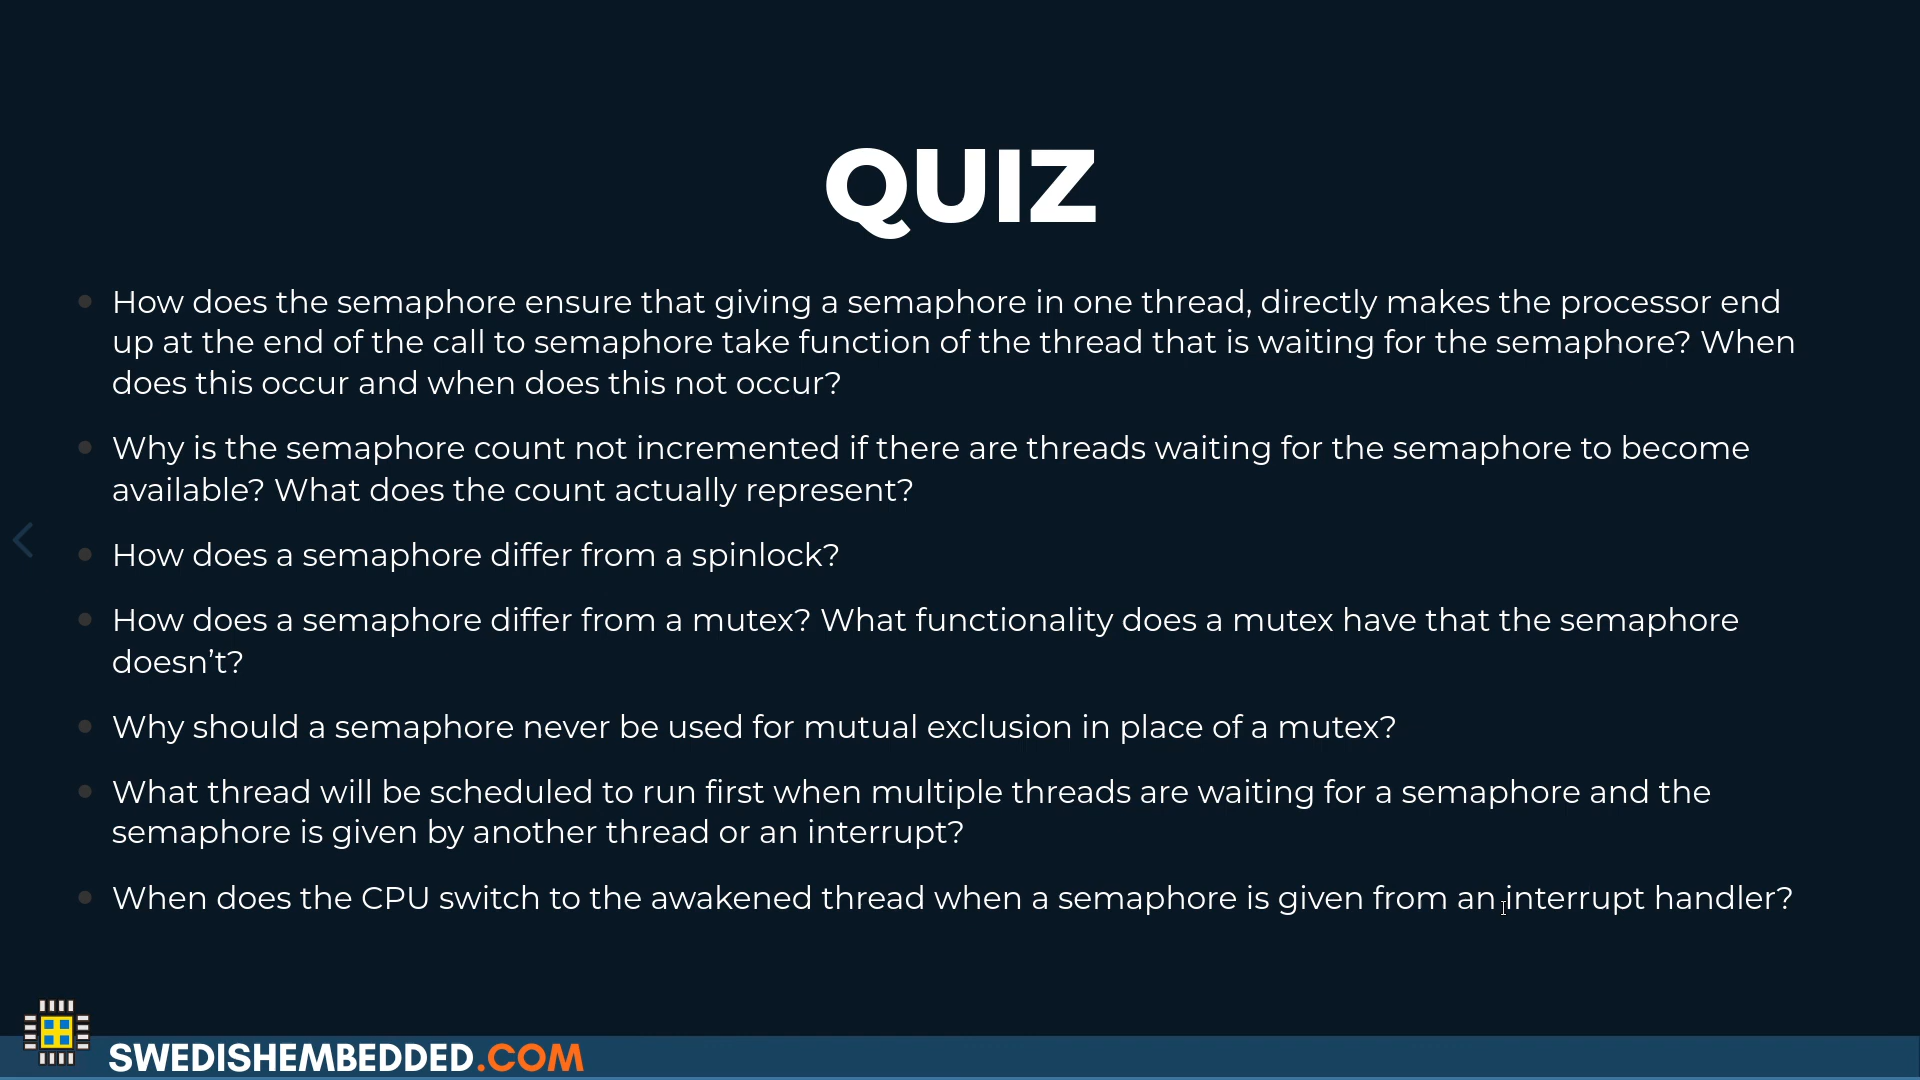 QUIZ
How does the semaphore ensure that giving a semaphore in one thread, directly makes the processor end
up at the end of the call to semaphore take function of the thread that is waiting for the semaphore? When
does this occur and when does this not occur?
Why is the semaphore count not incremented if there are threads waiting for the semaphore to become
available? What does the count actually represent?
How does a semaphore differ from a spinlock?
How does a semaphore differ from a mutex? What functionality does a mutex have that the semaphore
doesn’t?
Why should a semaphore never be used for mutual exclusion in place of a mutex?
What thread will be scheduled to run first when multiple threads are waiting for a semaphore and the
semaphore is given by another thread or an interrupt?
When does the CPU switch to the awakened thread when a semaphore is given from an interrupt handler?
SWEDISHEMBEDDED.COM